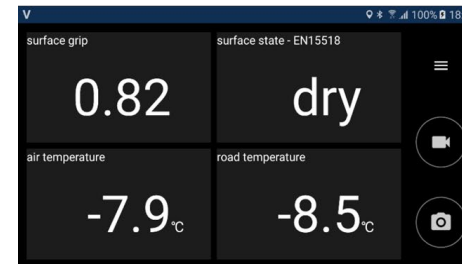 V 100% 18
surface grip
0.82
surface state - EN15518
dry
air temperature
-7.9 °C
road temperature
-8.5 °C